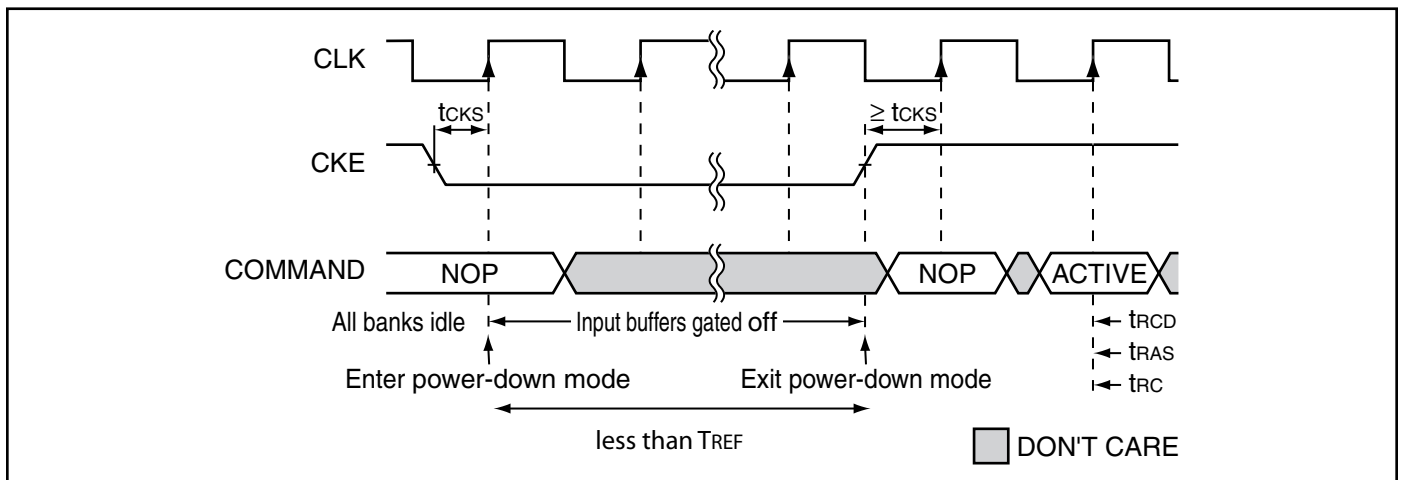 CLK
tCKS
≥ tCKS
CKE
COMMAND
NOP
NOP
ACTIVE
All banks idle
Input buffers gated off
tRCD
tRAS
Enter power-down mode
Exit power-down mode
tRC
less than TREF
DON'T CARE